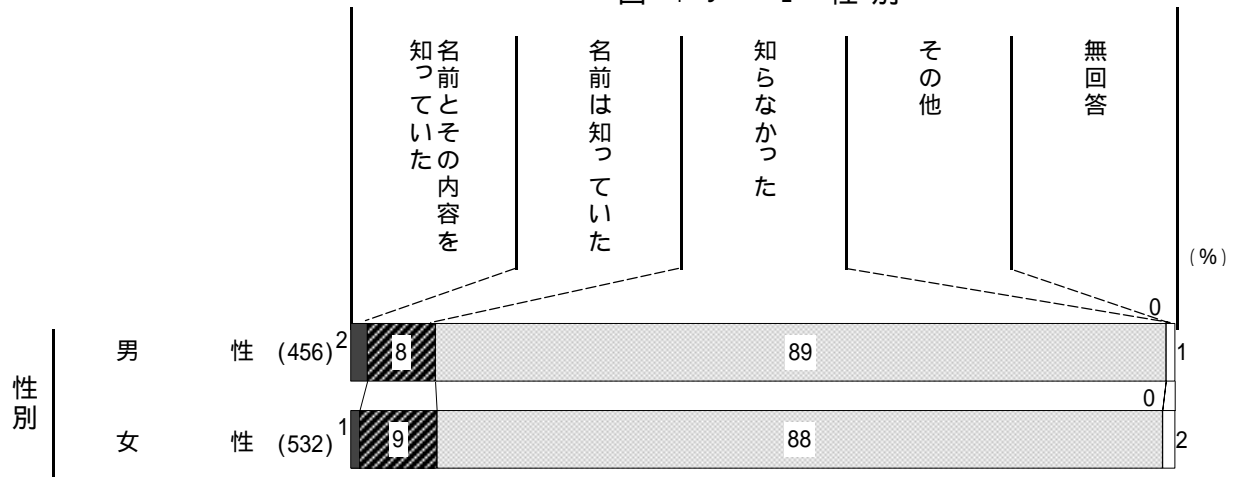 性別
名前とその内容を
知っていた
名前は知っていた
知らなかった
その他
無回答
(%)
0
男 性 (456) 2 8 89 1
0
性別
女 性 (532) 1 9 88 2